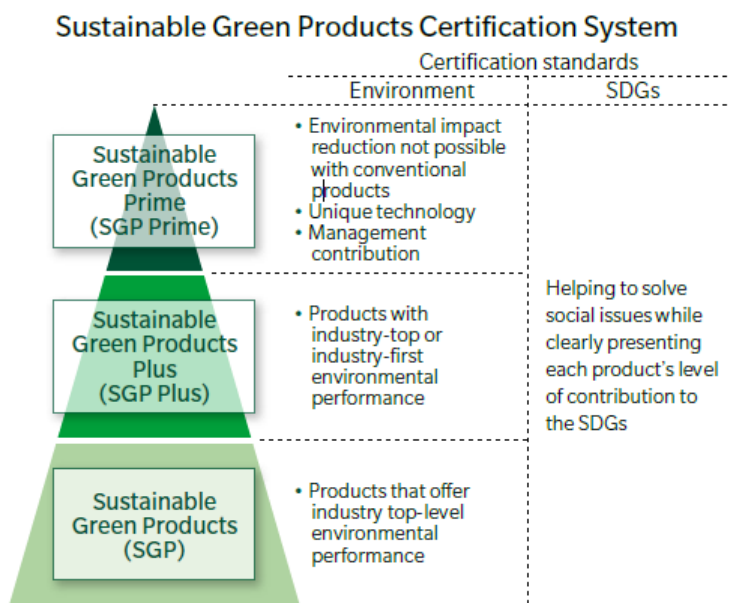 Sustainable Green Products Certification System
Certification standards
Environment
SDGs
Sustainable
Green Products
Prime
(SGP Prime)
• Environmental impact
reduction not possible
with conventional
products
• Unique technology
• Management
contribution
Sustainable
Green Products
Plus
(SGP Plus)
• Products with
industry-top or
industry-first
environmental
performance
Sustainable
Green Products
(SGP)
• Products that offer
industry top-level
environmental
performance
Helping to solve
social issues while
clearly presenting
each product's level
of contribution to
the SDGs